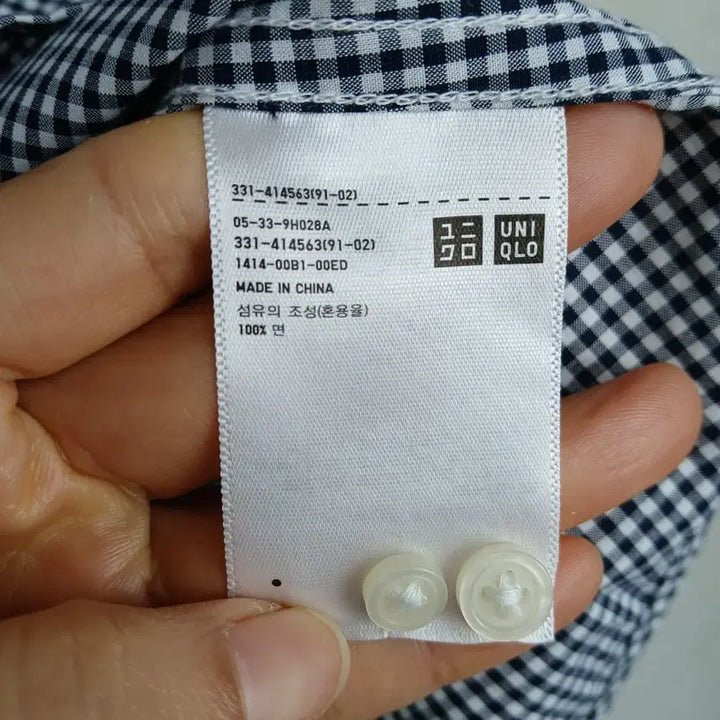 331-414563(91-02)
05-33-9H028A
331-414563(91-02)
1414-00B1-00ED
MADE IN CHINA
섬유의 조성(혼용율)
100% 면
ユニ
クロ
UNI
QLO